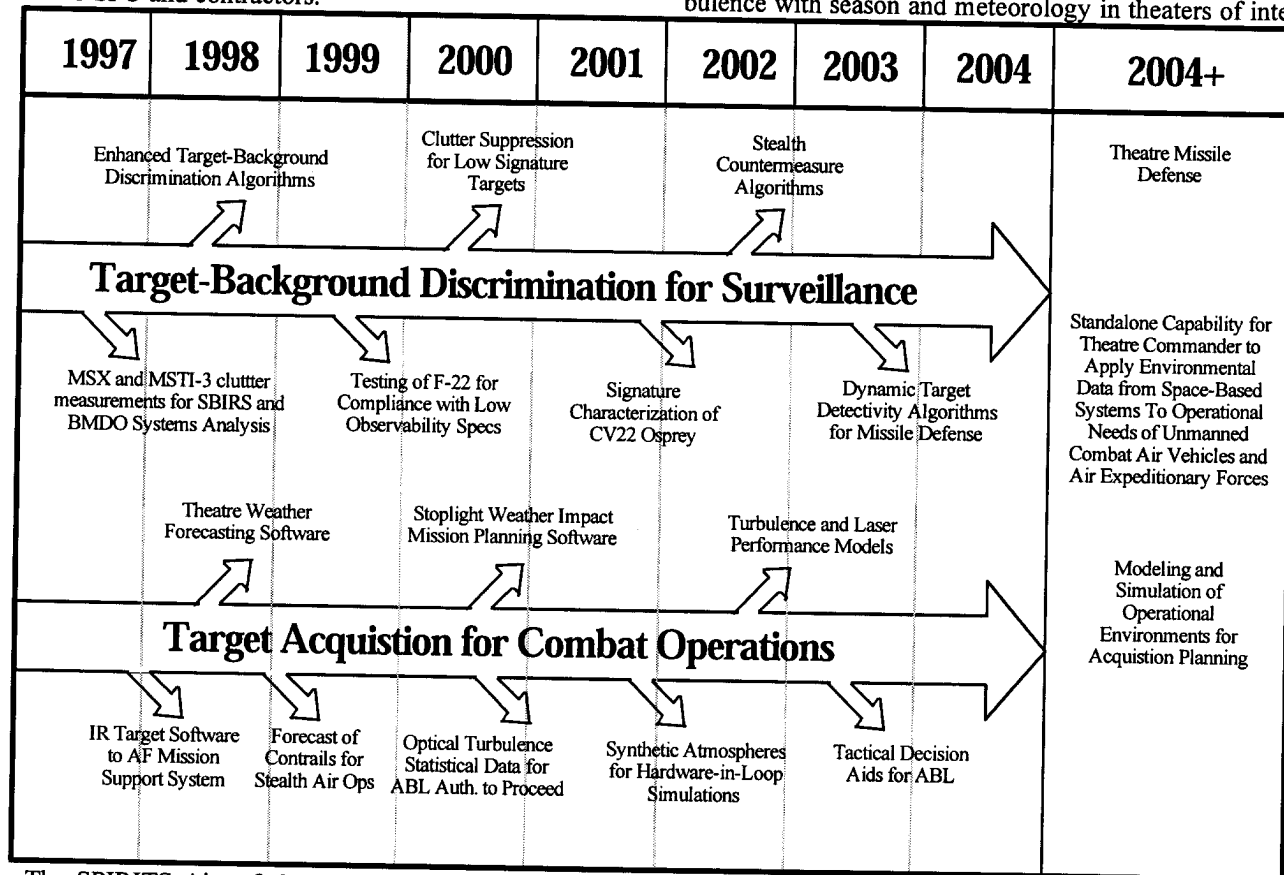 and contractors.
bulence with season and meteorology in theaters of inte
1997 1998 1999 2000 2001 2002 2003 2004 2004+
Enhanced Target-Background
Discrimination Algorithms
Clutter Suppression
for Low Signature
Targets
Stealth
Countermeasure
Algorithms
Theatre Missile
Defense
Target-Background Discrimination for Surveillance
MSX and MSTI-3 cluttter
measurements for SBIRS and
BMDO Systems Analysis
Testing of F-22 for
Compliance with Low
Observability Specs
Signature
Characterization of
CV22 Osprey
Dynamic Target
Detectivity Algorithms
for Missile Defense
Standalone Capability for
Theatre Commander to
Apply Environmental
Data from Space-Based
Systems To Operational
Needs of Unmanned
Combat Air Vehicles and
Air Expeditionary Forces
Theatre Weather
Forecasting Software
Stoplight Weather Impact
Mission Planning Software
Turbulence and Laser
Performance Models
Target Acquistion for Combat Operations
IR Target Software
to AF Mission
Support System
Forecast of
Contrails for
Stealth Air Ops
Optical Turbulence
Statistical Data for
ABL Auth. to Proceed
Synthetic Atmospheres
for Hardware-in-Loop
Simulations
Tactical Decision
Aids for ABL
Modeling and
Simulation of
Operational
Environments for
Acquistion Planning
The SPIRITS